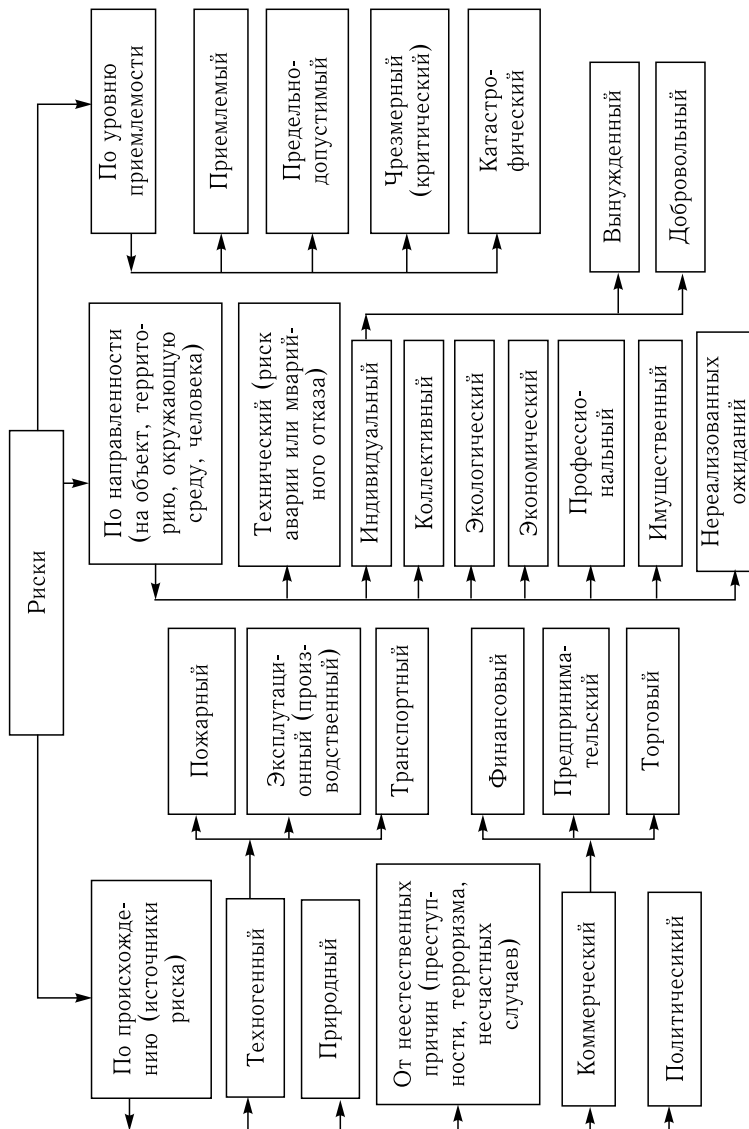 Риски
По происхожде-
нию (источники
риска)
Техногенный
Пожарный
Эксплутаци-
онный (произ-
водственный)
Транспортный
Природный
От неестественных
причин (преступ-
ности, терроризма,
несчастных
случаев)
Коммерческий
Финансовый
Предпринима-
тельский
Торговый
Политичесикий
По направленности
(на объект, террито-
рию, окружающую
среду, человека)
Технический (риск
аварии или мварий-
ного отказа)
Индивидуальный
Вынужденный
Добровольный
Коллективный
Экологический
Экономический
Профессио-
нальный
Имущественный
Нереализованных
ожиданий
По уровню
приемлемости
Приемлемый
Предельно-
допустимый
Чрезмерный
(критический)
Катастро-
фический